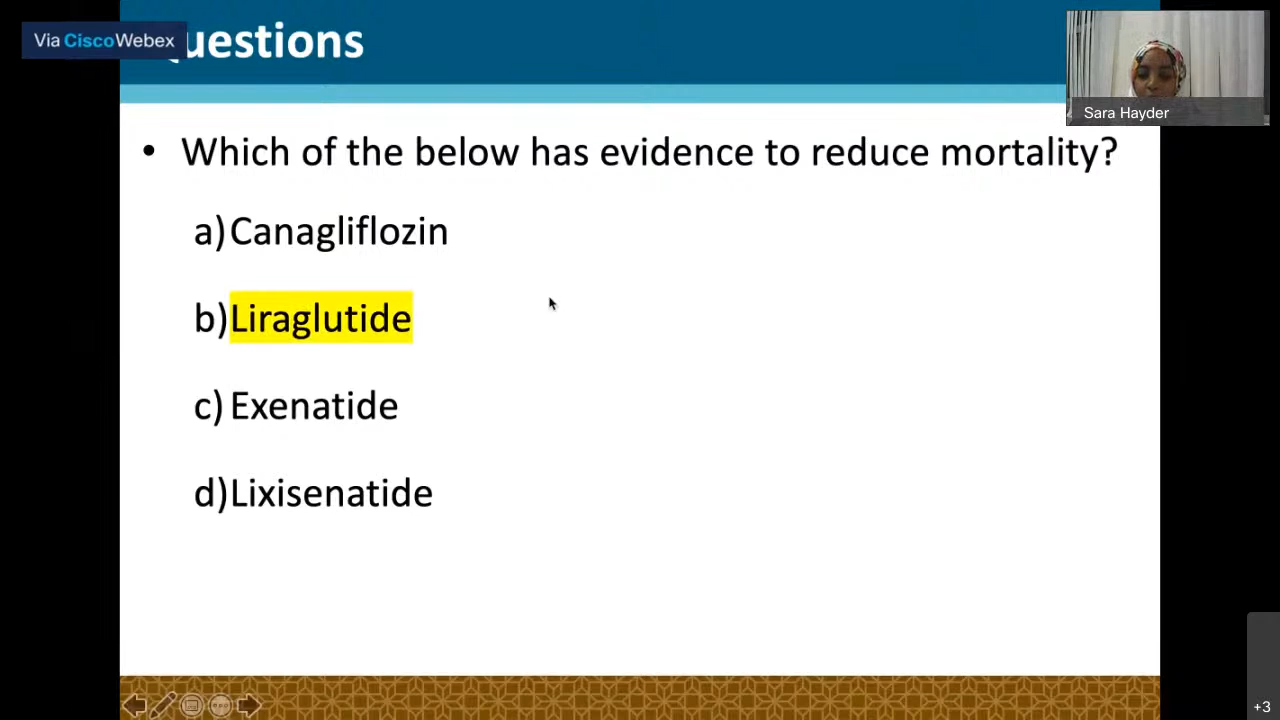 Via CiscoWebex
uestions
Sara Hayder
• Which of the below has evidence to reduce mortality?
a) Canagliflozin
b) Liraglutide
c) Exenatide
d) Lixisenatide
+3